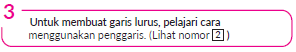 3
Untuk membuat garis lurus, pelajari cara
menggunakan penggaris. (Lihat nomor 2)